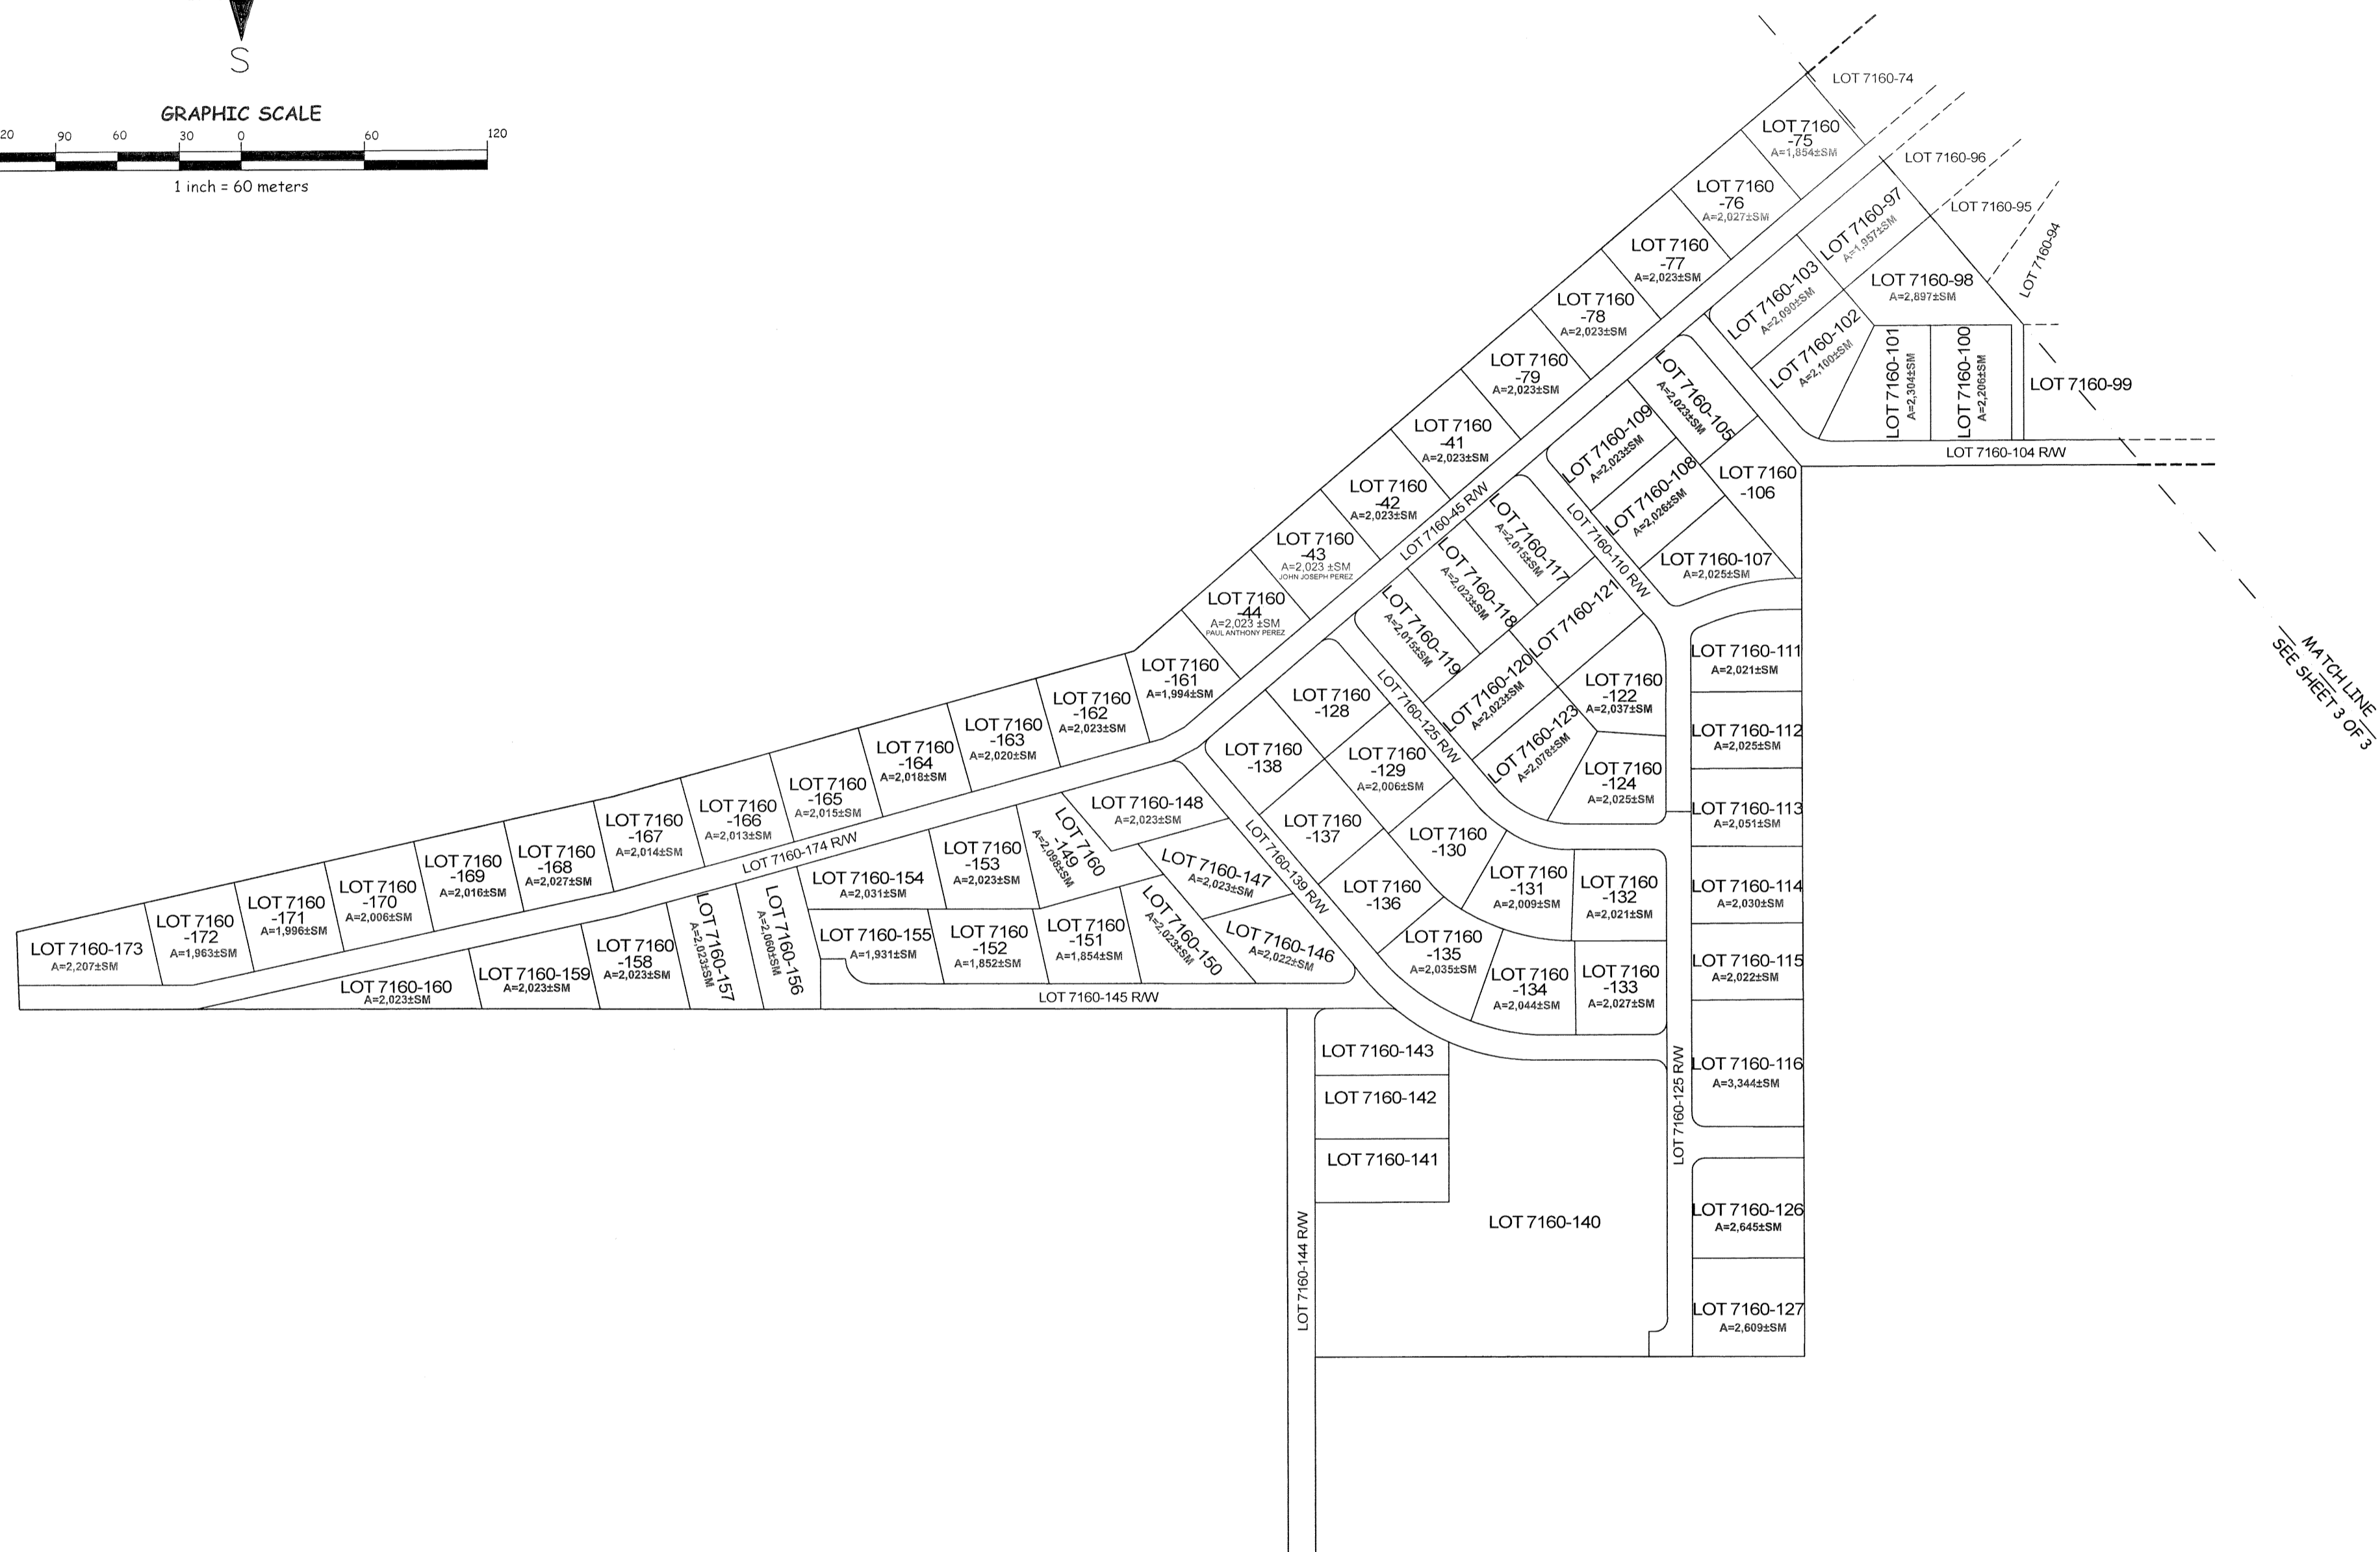 S
GRAPHIC SCALE
20 90 60 30 0 60 120
1 inch = 60 meters
LOT 7160-74
LOT 7160
-75
A=1,854±SM
LOT 7160
-76
A=2,027±SM
LOT 7160
-77
A=2,023±SM
LOT 7160
-78
A=2,023±SM
LOT 7160
-79
A=2,023±SM
LOT 7160
-41
A=2,023±SM
LOT 7160
-42
A=2,023±SM
LOT 7160
-43
A=2,023 ±SM
JOHN JOSEPH PEREZ
LOT 7160
-44
A=2,023 ±SM
PAUL ANTHONY PEREZ
LOT 7160-45 R/W
LOT 7160-96
LOT 7160-95
LOT 7160-94
LOT 7160-97
A=1,957±SM
LOT 7160-98
A=2,897±SM
LOT 7160-103
A=2,090±SM
LOT 7160-102
A=2,100±SM
LOT 7160-101
A=2,304±SM
LOT 7160-100
A=2,206±SM
LOT 7160-99
LOT 7160-104 R/W
LOT 7160-105
A=2,023±SM
LOT 7160-109
A=2,023±SM
LOT 7160-108
A=2,026±SM
LOT 7160
-106
LOT 7160-107
A=2,025±SM
LOT 7160-110 R/W
LOT 7160-117
A=2,015±SM
LOT 7160-118
A=2,023±SM
LOT 7160-119
A=2,015±SM
LOT 7160-121
LOT 7160-120
A=2,023±SM
LOT 7160
-122
A=2,037±SM
LOT 7160-123
A=2,078±SM
LOT 7160
-124
A=2,025±SM
LOT 7160-125 R/W
LOT 7160-111
A=2,021±SM
LOT 7160-112
A=2,025±SM
LOT 7160-113
A=2,051±SM
LOT 7160-114
A=2,030±SM
LOT 7160-115
A=2,022±SM
LOT 7160-116
A=3,344±SM
LOT 7160-126
A=2,645±SM
LOT 7160-127
A=2,609±SM
LOT 7160-125 R/W
MATCH LINE
SEE SHEET 3 OF 3
LOT 7160
-128
LOT 7160
-138
LOT 7160
-129
A=2,006±SM
LOT 7160
-137
LOT 7160
-130
LOT 7160
-136
LOT 7160
-131
A=2,009±SM
LOT 7160
-132
A=2,021±SM
LOT 7160
-135
A=2,035±SM
LOT 7160
-134
A=2,044±SM
LOT 7160
-133
A=2,027±SM
LOT 7160-139 R/W
LOT 7160-143
LOT 7160-142
LOT 7160-141
LOT 7160-140
LOT 7160-144 R/W
LOT 7160
-161
A=1,994±SM
LOT 7160
-162
A=2,023±SM
LOT 7160
-163
A=2,020±SM
LOT 7160
-164
A=2,018±SM
LOT 7160
-165
A=2,015±SM
LOT 7160
-166
A=2,013±SM
LOT 7160
-167
A=2,014±SM
LOT 7160
-168
A=2,027±SM
LOT 7160
-169
A=2,016±SM
LOT 7160
-170
A=2,006±SM
LOT 7160
-171
A=1,996±SM
LOT 7160
-172
A=1,963±SM
LOT 7160-173
A=2,207±SM
LOT 7160-174 R/W
LOT 7160-148
A=2,023±SM
LOT 7160
-149
A=2,098±SM
LOT 7160-147
A=2,023±SM
LOT 7160-146
A=2,022±SM
LOT 7160-150
A=2,023±SM
LOT 7160
-153
A=2,023±SM
LOT 7160-154
A=2,031±SM
LOT 7160-155
A=1,931±SM
LOT 7160
-152
A=1,852±SM
LOT 7160
-151
A=1,854±SM
LOT 7160-145 R/W
LOT 7160-156
A=2,060±SM
LOT 7160-157
A=2,023±SM
LOT 7160
-158
A=2,023±SM
LOT 7160-159
A=2,023±SM
LOT 7160-160
A=2,023±SM